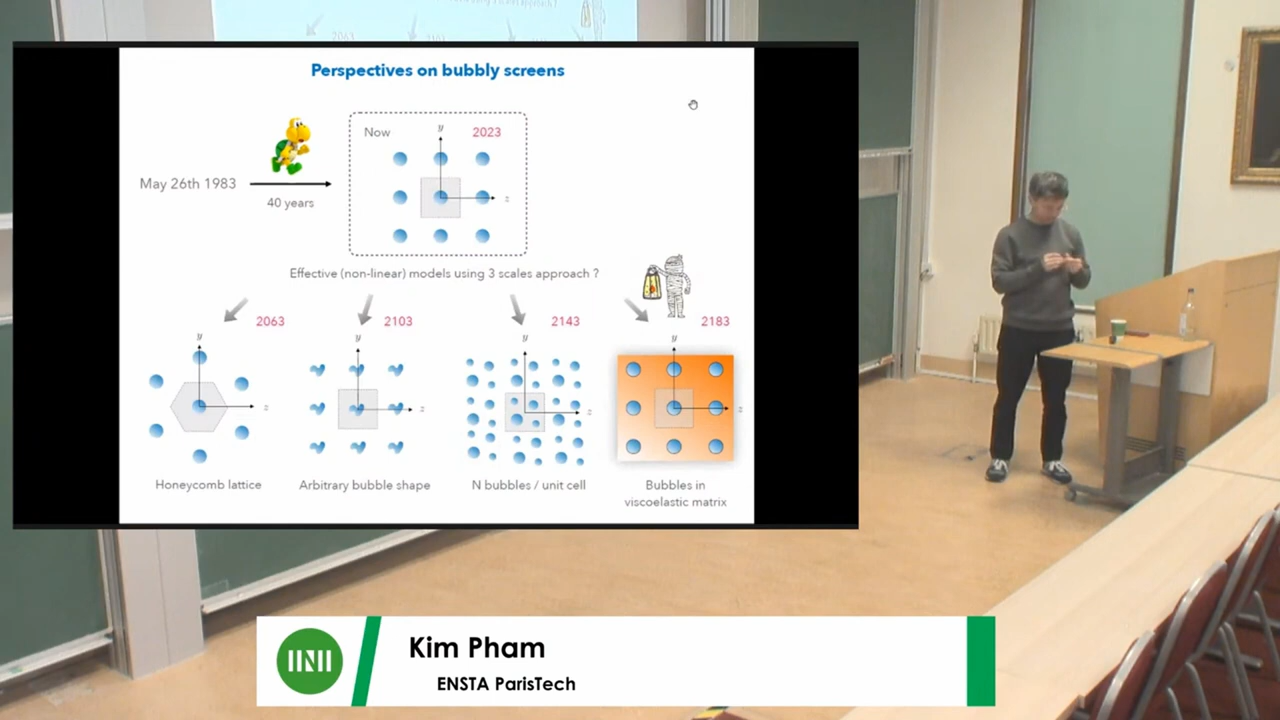 Perspectives on bubbly screens
Now
2023
y
z
May 26th 1983
40 years
Effective (non-linear) models using 3 scales approach ?
2063
2103
2143
2183
y
y
y
y
z
z
z
z
Honeycomb lattice
Arbitrary bubble shape
N bubbles / unit cell
Bubbles in
viscoelastic matrix
Kim Pham
ENSTA ParisTech